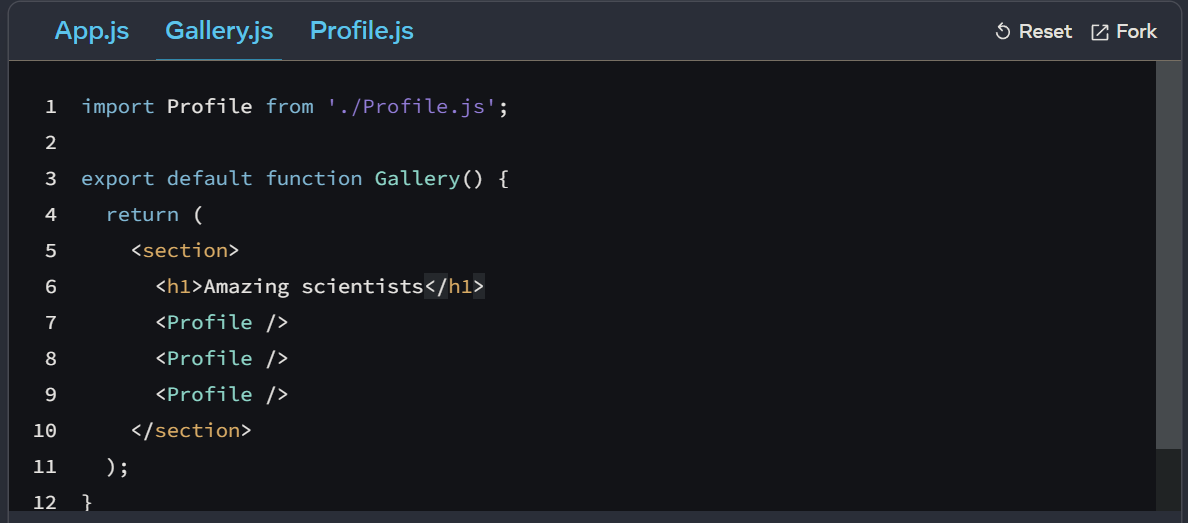 App.js Gallery.js Profile.js Reset Fork
1 import Profile from './Profile.js';
2
3 export default function Gallery() {
4   return (
5     <section>
6       <h1>Amazing scientists</h1>
7       <Profile />
8       <Profile />
9       <Profile />
10     </section>
11   );
12 }